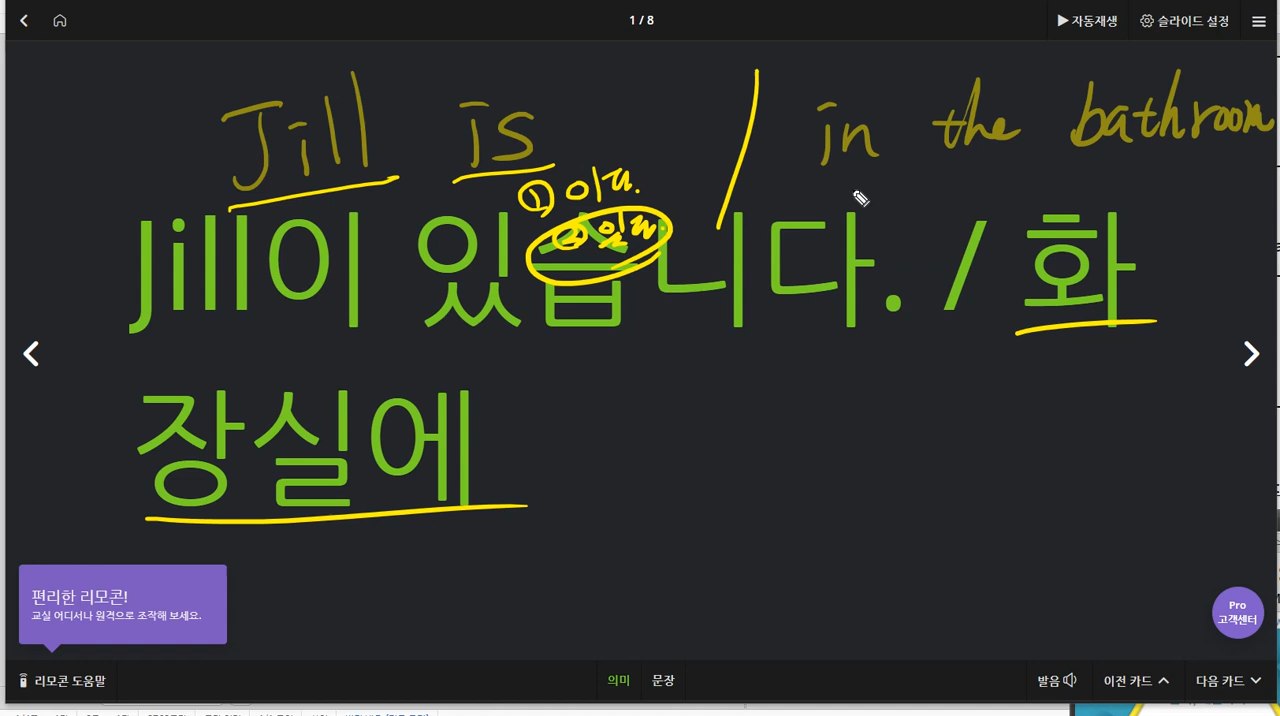 1 / 8
자동재생
슬라이드 설정
Jill is / in the bathroom
① 이다.
② 있다
Jill이 있습니다. / 화
장실에
편리한 리모콘!
교실 어디서나 원격으로 조작해 보세요.
Pro
고객센터
리모콘 도움말
의미
문장
발음
이전 카드
다음 카드